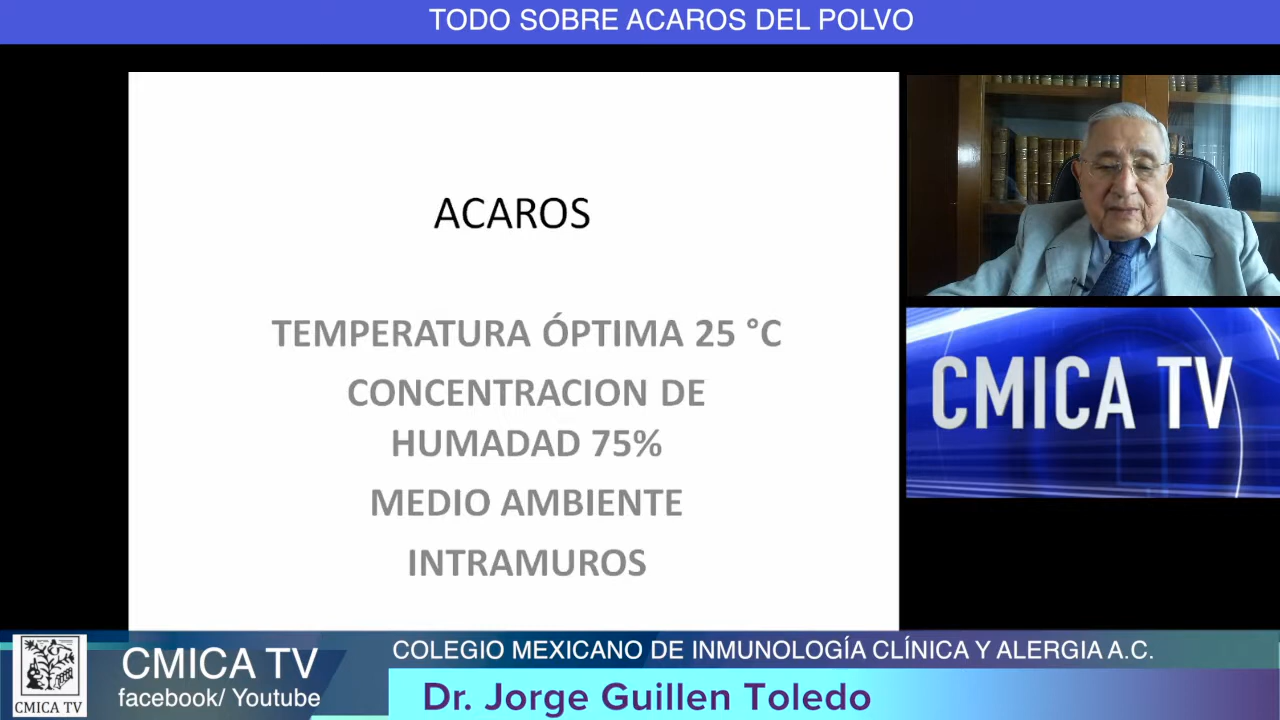 TODO SOBRE ACAROS DEL POLVO
ACAROS
TEMPERATURA ÓPTIMA 25 °C
CONCENTRACION DE
HUMADAD 75%
MEDIO AMBIENTE
INTRAMUROS
CMICA TV
CMICA TV
facebook/ Youtube
CMICA TV
COLEGIO MEXICANO DE INMUNOLOGÍA CLÍNICA Y ALERGIA A.C.
Dr. Jorge Guillen Toledo